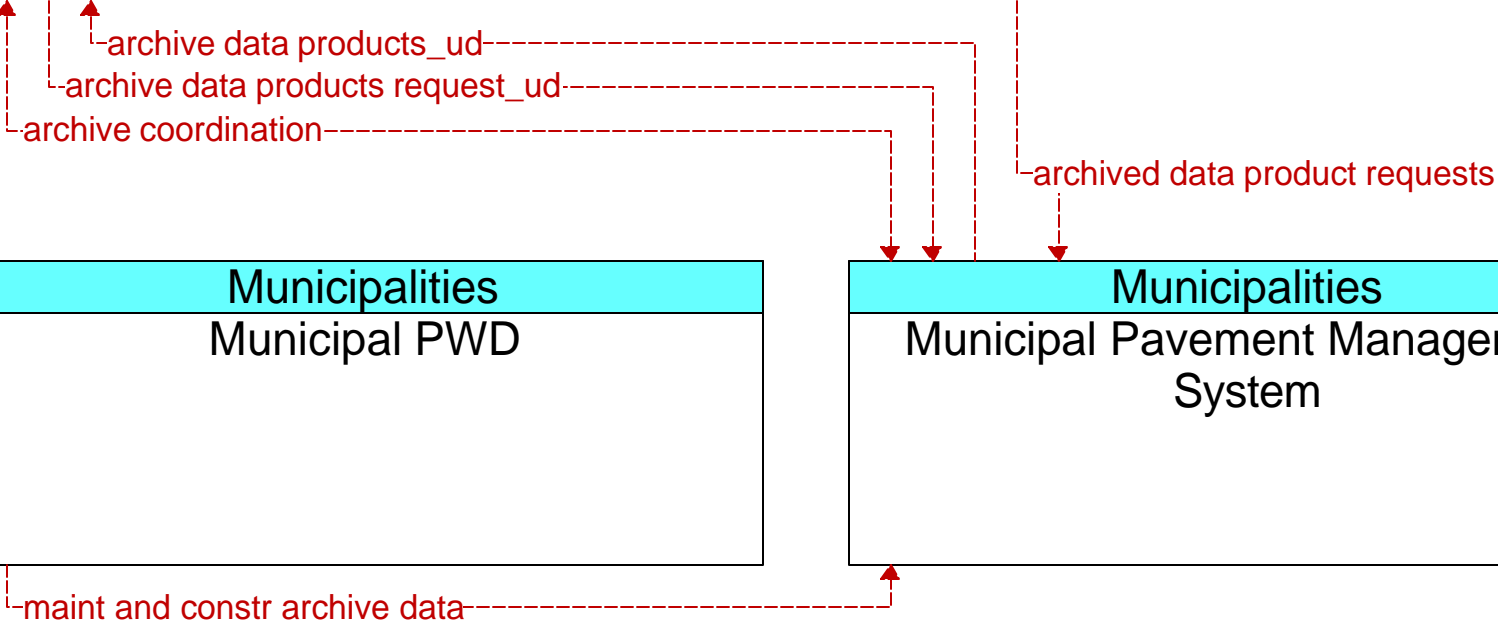 archive data products_ud
archive data products request_ud
archive coordination
archived data product requests
Municipalities
Municipal PWD
Municipalities
Municipal Pavement
System
maint and constr archive data